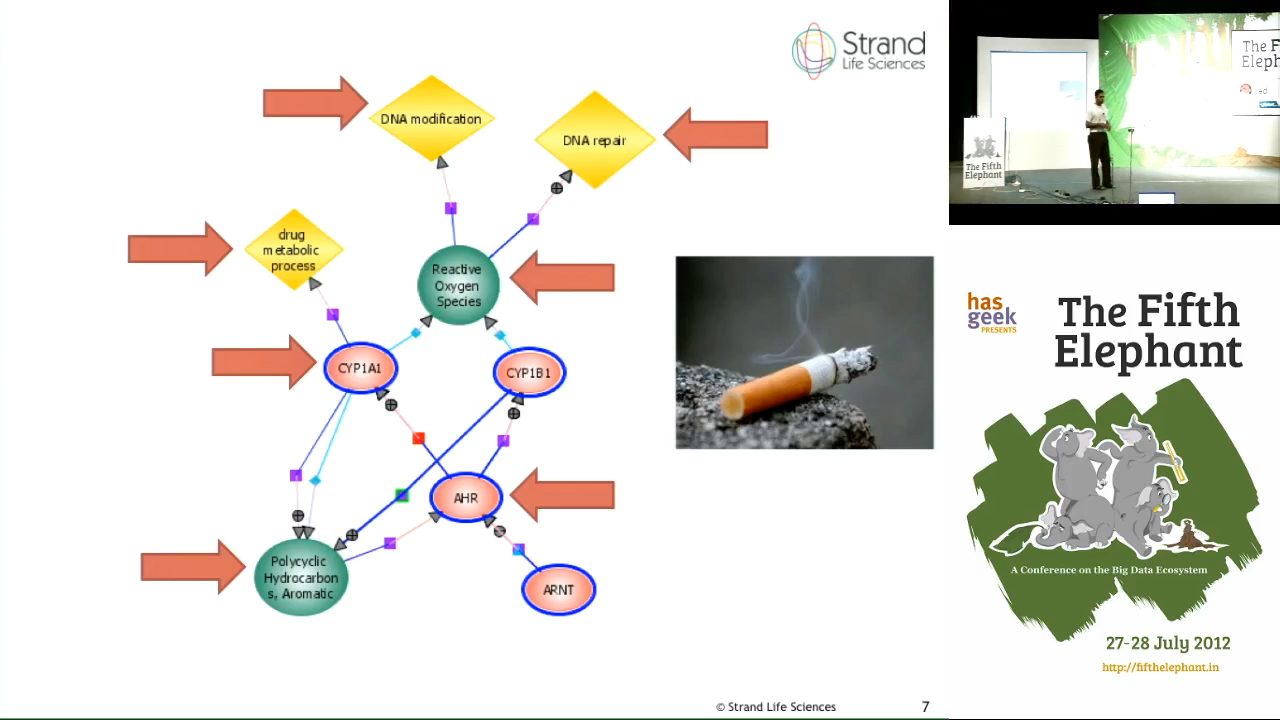 Strand
Life Sciences
DNA modification
DNA repair
drug
metabolic
process
Reactive
Oxygen
Species
CYP1A1
CYP1B1
AHR
Polycyclic
Hydrocarbon
s, Aromatic
ARNT
© Strand Life Sciences
7
The Fifth
Elephant
The F
Eleph
has
geek
PRESENTS
The Fifth
Elephant
A Conference on the Big Data Ecosystem
27-28 July 2012
http://fifthelephant.in